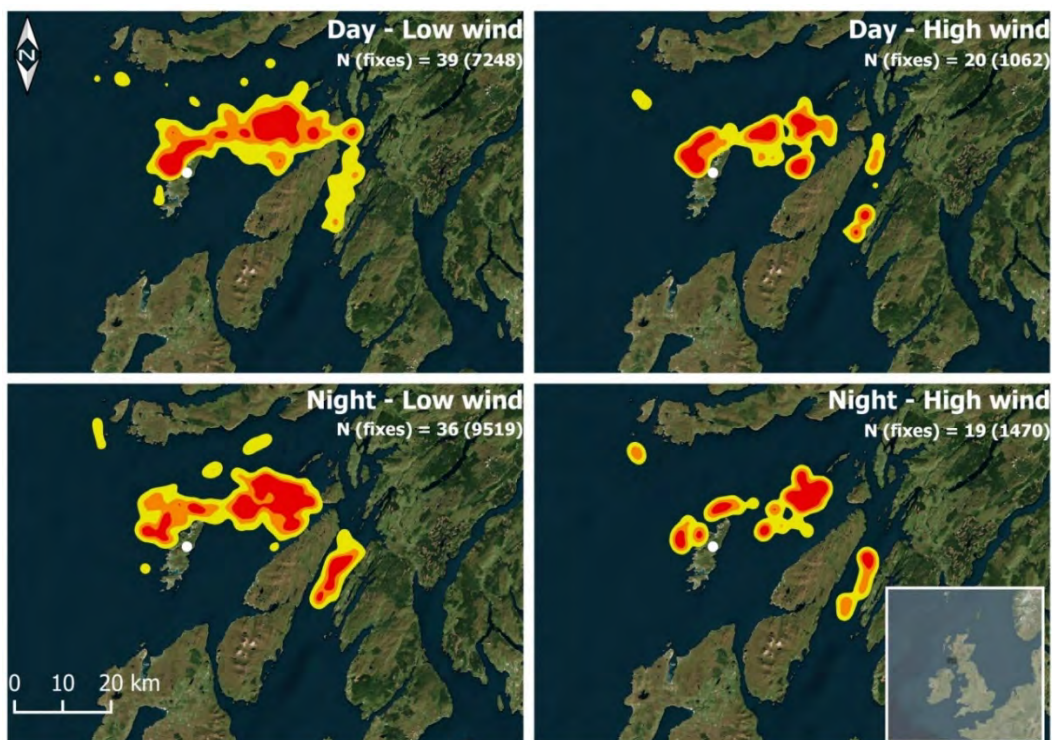 Day - Low wind
N (fixes) = 39 (7248)
Day - High wind
N (fixes) = 20 (1062)
N
Night - Low wind
N (fixes) = 36 (9519)
Night - High wind
N (fixes) = 19 (1470)
0 10 20 km